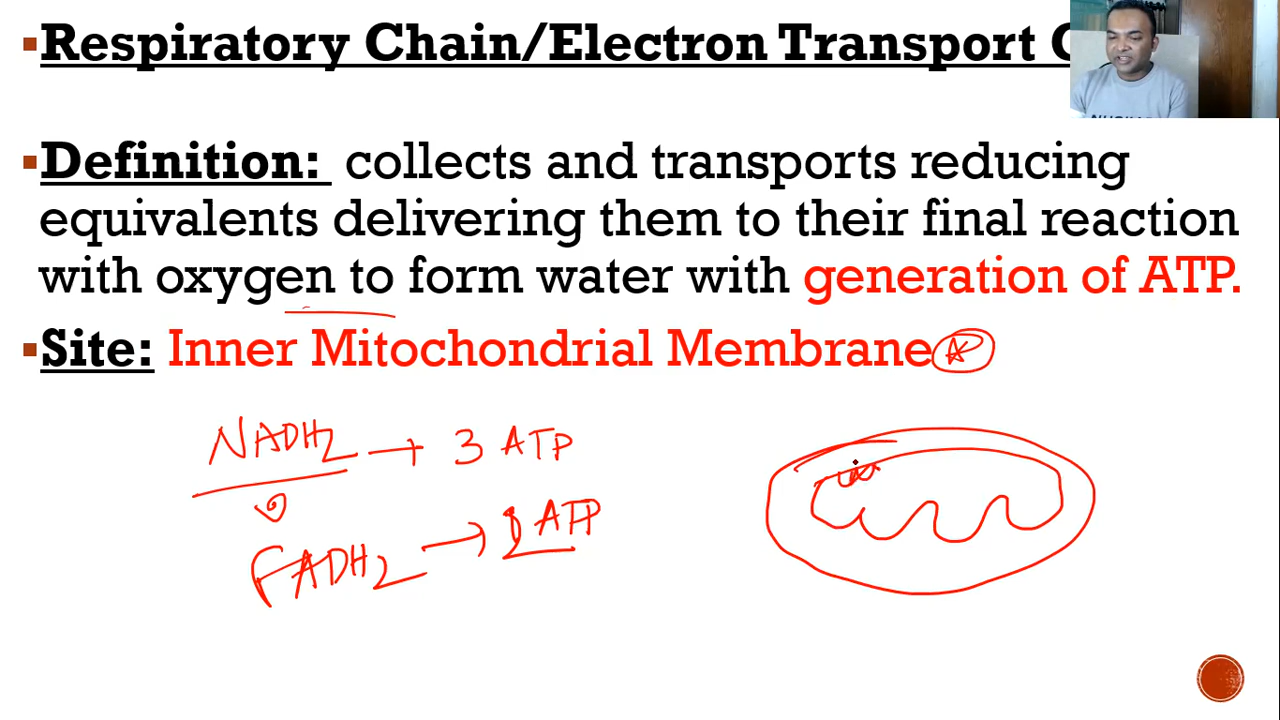 Respiratory Chain/Electron Transport
Definition: collects and transports reducing
equivalents delivering them to their final reaction
with oxygen to form water with generation of ATP.
Site: Inner Mitochondrial Membrane
NADH2 → 3 ATP
FADH2 → ATP